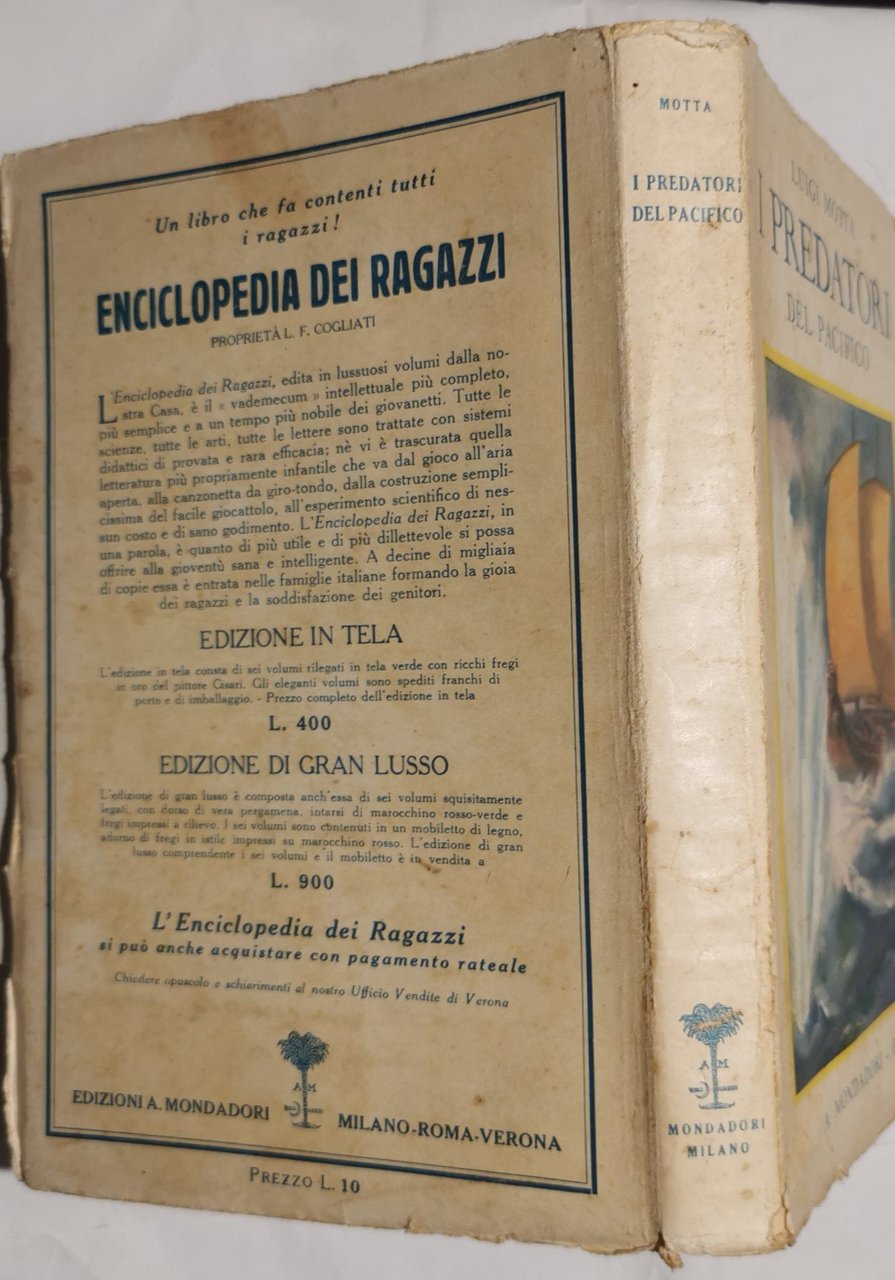 Un libro che fa contenti tutti
i ragazzi!
ENCICLOPEDIA DEI RAGAZZI
PROPRIETÀ L. F. COGLIATI
L'Enciclopedia dei Ragazzi, edita in lussuosi volumi dalla no-
stra Casa, è il « vademecum » intellettuale più completo,
più semplice e a un tempo più nobile dei giovanetti. Tutte le
scienze, tutte le arti, tutte le lettere sono trattate con sistemi
didattici di provata e rara efficacia; nè vi è trascurata quella
letteratura più propriamente infantile che va dal gioco all'aria
aperta, alla canzonetta da giro-tondo, dalla costruzione sempli-
cissima del facile giocattolo, all'esperimento scientifico di nes-
sun costo e di sano godimento. L'Enciclopedia dei Ragazzi, in
una parola, è quanto di più utile e di più dillettevole si possa
offrire alla gioventù sana e intelligente. A decine di migliaia
di copie essa è entrata nelle famiglie italiane formando la gioia
dei ragazzi e la soddisfazione dei genitori.
EDIZIONE IN TELA
L'edizione in tela consta di sei volumi rilegati in tela verde con ricchi fregi
in oro del pittore Cisari. Gli eleganti volumi sono spediti franchi di
porto e di imballaggio. - Prezzo completo dell'edizione in tela
L. 400
EDIZIONE DI GRAN LUSSO
L'edizione di gran lusso è composta anch'essa di sei volumi squisitamente
legati, con dorso di vera pergamena, intarsi di marocchino rosso-verde e
fregi impressi a rilievo. I sei volumi sono contenuti in un mobiletto di legno,
adorno di fregi in istile impressi su marocchino rosso. L'edizione di gran
lusso comprendente i sei volumi e il mobiletto è in vendita a
L. 900
L'Enciclopedia dei Ragazzi
si può anche acquistare con pagamento rateale
Chiedere opuscolo e schiarimenti al nostro Ufficio Vendite di Verona
A M
EDIZIONI A. MONDADORI
MILANO-ROMA-VERONA
PREZZO L. 10
MOTTA
I PREDATORI
DEL PACIFICO
A M
MONDADORI
MILANO
LUIGI MOTTA
I PREDATORI
DEL PACIFICO
A. MONDADORI